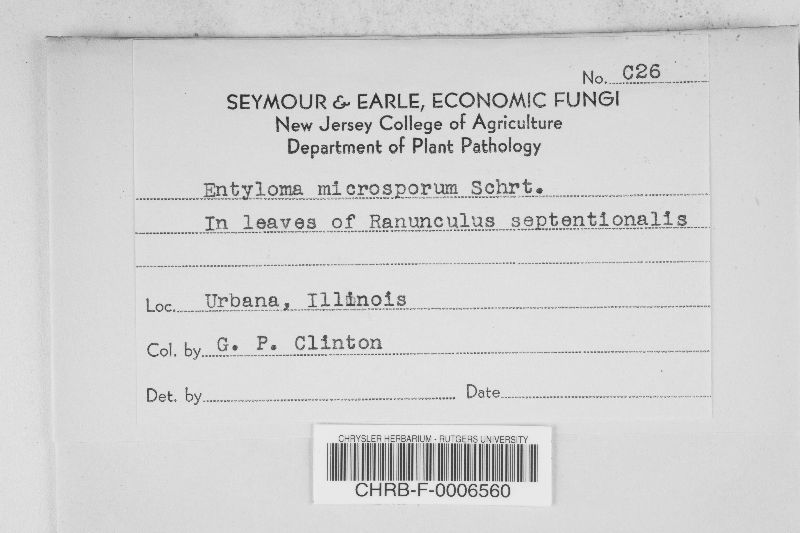 No. C26
SEYMOUR & EARLE, ECONOMIC FUNGI
New Jersey College of Agriculture
Department of Plant Pathology
Entyloma microsporum Schrt.
In leaves of Ranunculus septentionalis
Loc. Urbana, Illinois
Col. by G. P. Clinton
Det. by Date
CHRYSLER HERBARIUM - RUTGERS UNIVERSITY
CHRB-F-0006560